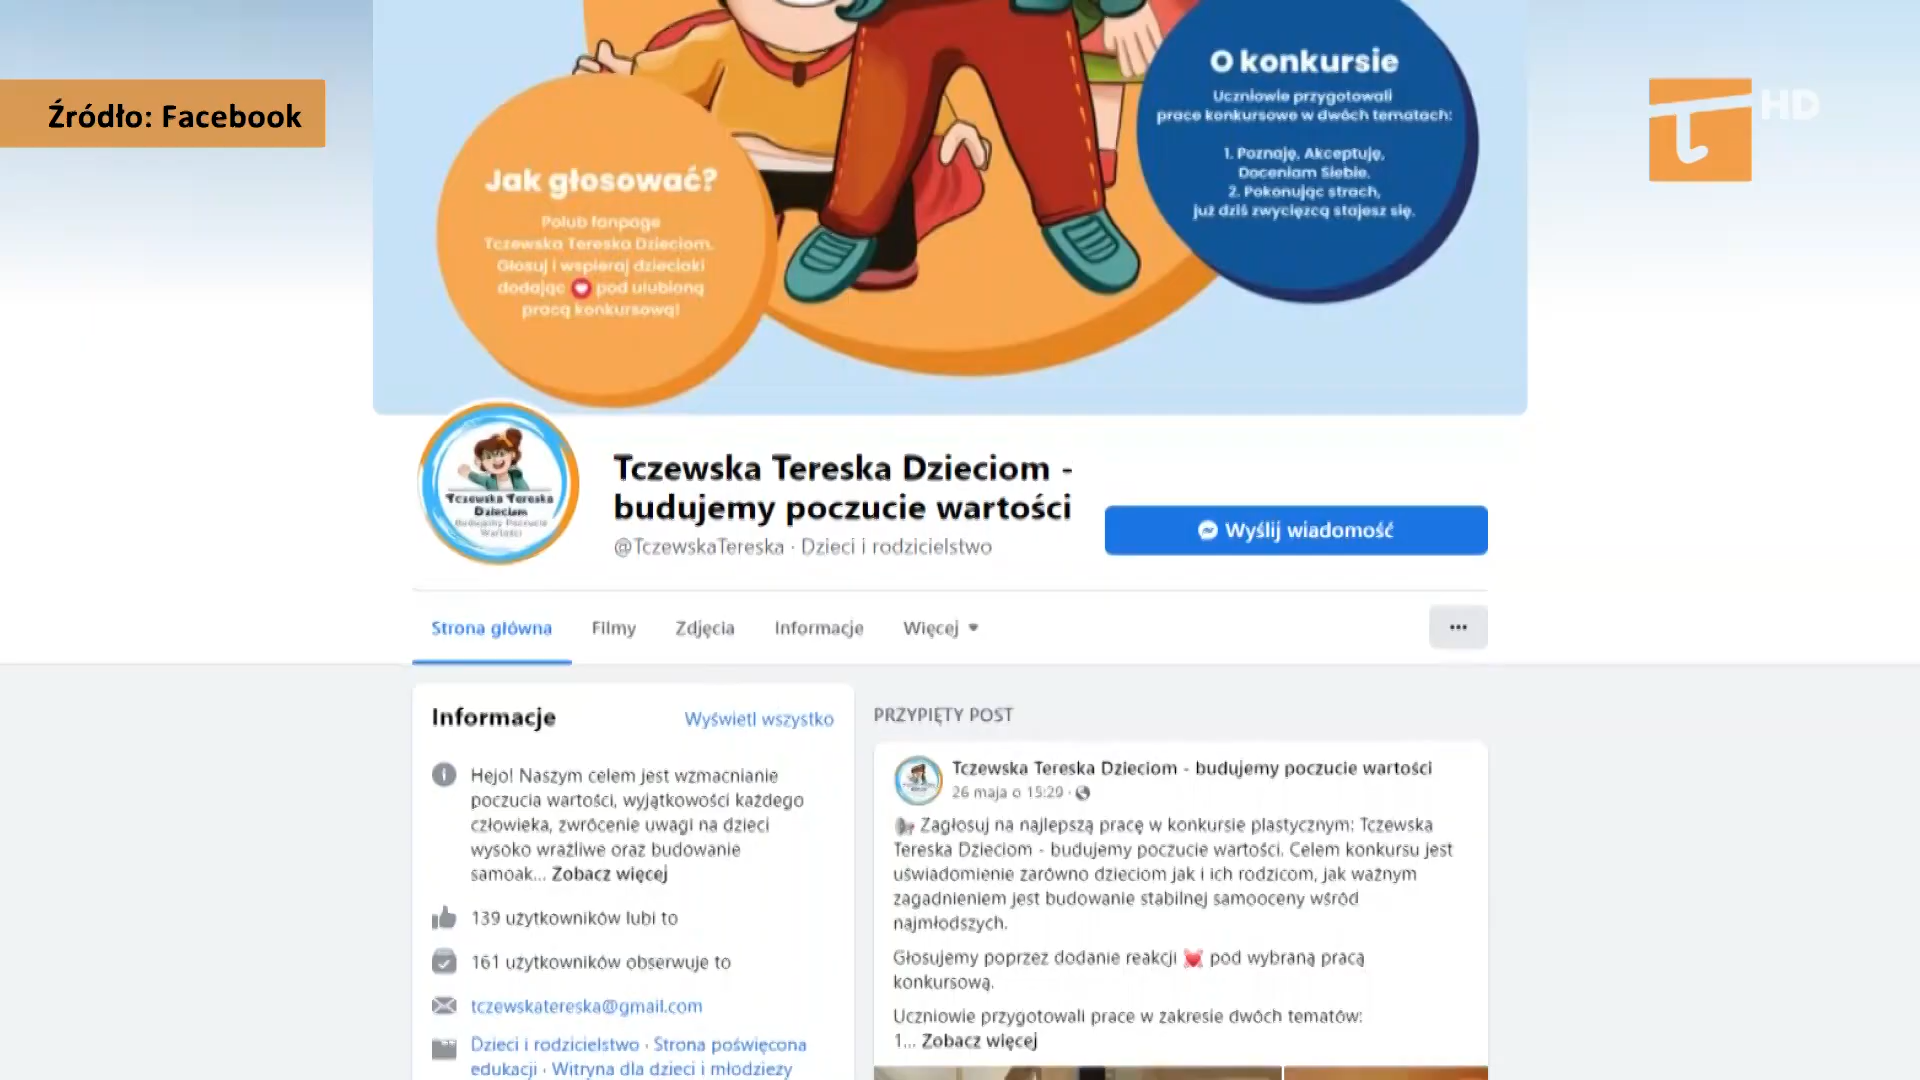 Źródło: Facebook
HD
O konkursie
Uczniowie przygotowali
prace konkursowe w dwóch tematach:
1. Poznaję, Akceptuję,
Doceniam Siebie.
2. Pokonując strach,
już dziś zwycięzcą stajesz się.
Jak głosować?
Polub fanpage
Tczewska Tereska Dzieciom.
Głosuj i wspieraj dzieciaki
dodając pod ulubioną
pracą konkursową!
Tczewska Tereska
Dzieciom
Budujemy Poczucie
Wartości
Tczewska Tereska Dzieciom -
budujemy poczucie wartości
@TczewskaTereska · Dzieci i rodzicielstwo
Wyślij wiadomość
Strona główna
Filmy
Zdjęcia
Informacje
Więcej
Informacje
Wyświetl wszystko
Hejo! Naszym celem jest wzmacnianie
poczucia wartości, wyjątkowości każdego
człowieka, zwrócenie uwagi na dzieci
wysoko wrażliwe oraz budowanie
samoak... Zobacz więcej
139 użytkowników lubi to
161 użytkowników obserwuje to
tczewskatereska@gmail.com
Dzieci i rodzicielstwo · Strona poświęcona
edukacji · Witryna dla dzieci i młodzieży
PRZYPIĘTY POST
Tczewska Tereska Dzieciom - budujemy poczucie wartości
26 maja o 15:29 ·
Zagłosuj na najlepszą pracę w konkursie plastycznym: Tczewska
Tereska Dzieciom - budujemy poczucie wartości. Celem konkursu jest
uświadomienie zarówno dzieciom jak i ich rodzicom, jak ważnym
zagadnieniem jest budowanie stabilnej samooceny wśród
najmłodszych.
Głosujemy poprzez dodanie reakcji 💓 pod wybraną pracą
konkursową.
Uczniowie przygotowali prace w zakresie dwóch tematów:
1... Zobacz więcej